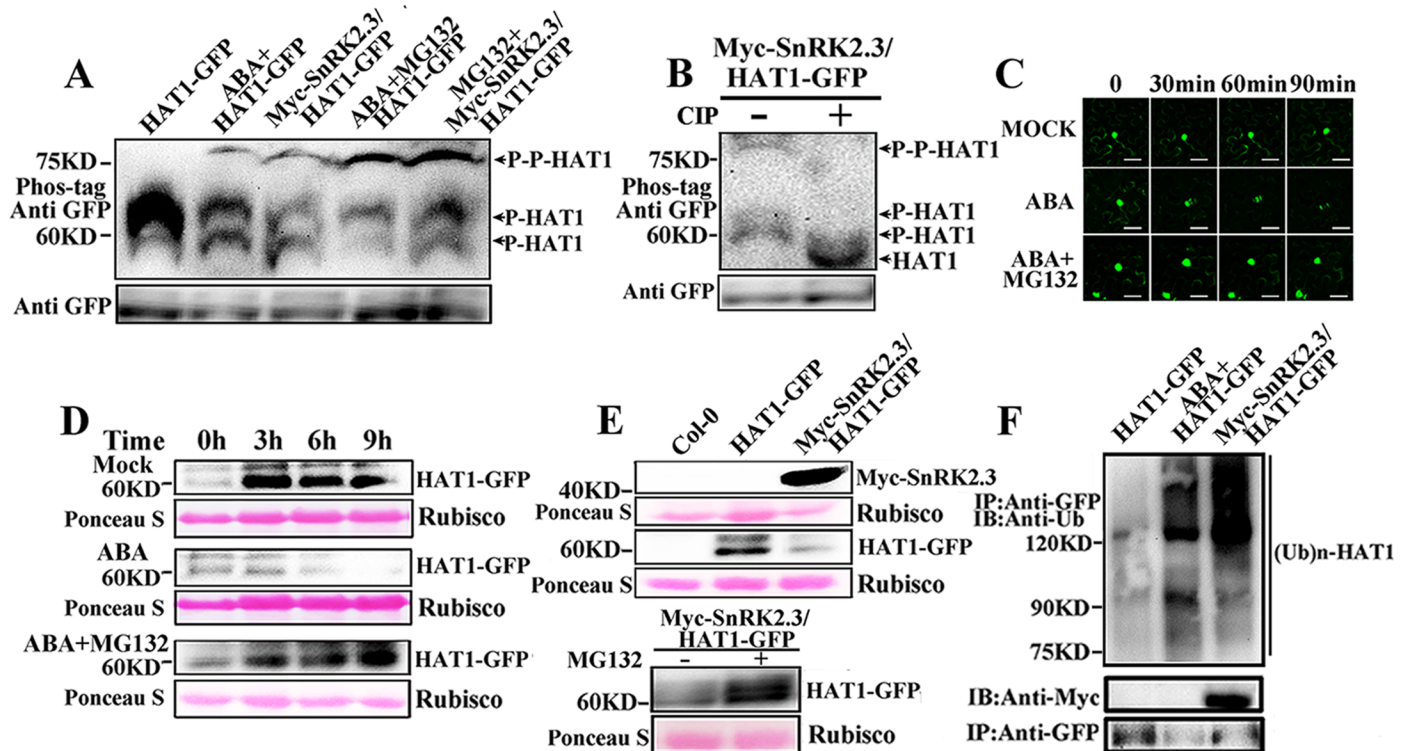 A
HAT1-GFP
ABA+
HAT1-GFP
Myc-SnRK2.3/
HAT1-GFP
ABA+MG132
HAT1-GFP
MG132+
Myc-SnRK2.3/
HAT1-GFP
75KD
Phos-tag
Anti GFP
60KD
P-P-HAT1
P-HAT1
P-HAT1
Anti GFP
B
Myc-SnRK2.3/
HAT1-GFP
CIP - +
75KD
Phos-tag
Anti GFP
60KD
P-P-HAT1
P-HAT1
P-HAT1
HAT1
Anti GFP
C
0 30min 60min 90min
MOCK
ABA
ABA+
MG132
D
Time 0h 3h 6h 9h
Mock
60KD
HAT1-GFP
Ponceau S
Rubisco
ABA
60KD
HAT1-GFP
Ponceau S
Rubisco
ABA+MG132
60KD
HAT1-GFP
Ponceau S
Rubisco
E
Col-0
HAT1-GFP
Myc-SnRK2.3/
HAT1-GFP
40KD
Myc-SnRK2.3
Ponceau S
Rubisco
60KD
HAT1-GFP
Ponceau S
Rubisco
Myc-SnRK2.3/
HAT1-GFP
MG132 - +
60KD
HAT1-GFP
Ponceau S
Rubisco
F
HAT1-GFP
ABA+
HAT1-GFP
Myc-SnRK2.3/
HAT1-GFP
IP:Anti-GFP
IB:Anti-Ub
120KD
90KD
75KD
(Ub)n-HAT1
IB:Anti-Myc
IP:Anti-GFP